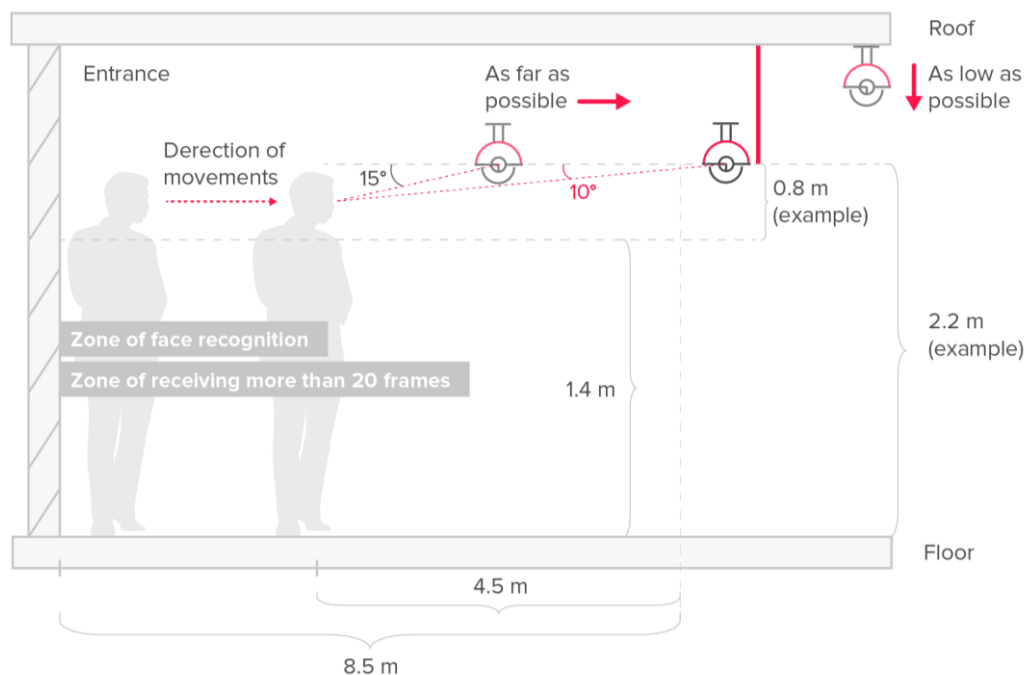 Roof
Entrance
As far as
possible
As low as
possible
Derection of
movements
15°
10°
0.8 m
(example)
Zone of face recognition
2.2 m
(example)
Zone of receiving more than 20 frames
1.4 m
Floor
4.5 m
8.5 m